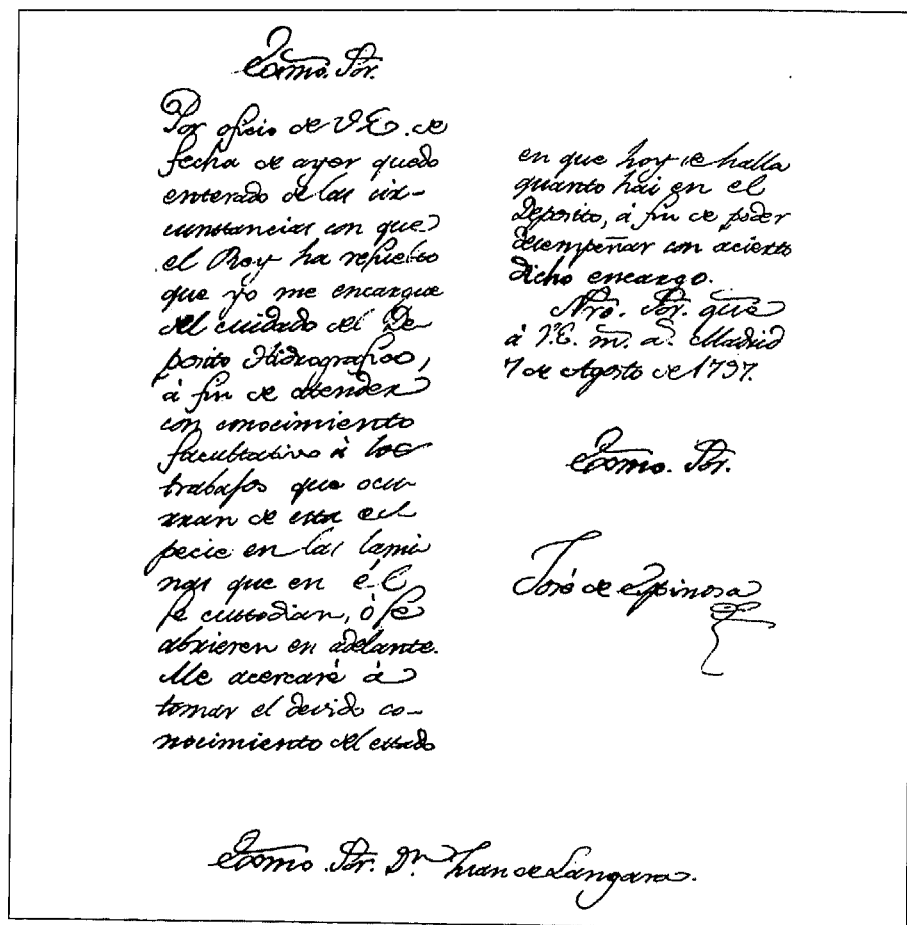 Exmo. Sor.
Por oficio de V.E. de
fecha de ayer quedo
enterado de las cir-
cunstancias con que
el Rey ha resuelto
que yo me encargue
del cuidado del De
posito Hidrografico,
à fin de atender
con conocimiento
facultativo à los
trabajos que ocu
rran de esta es
pecie en las lami
nas que en él
se custodian, ò se
abrieren en adelante.
Me acercaré à
tomar el devido co-
nocimiento del estado
en que hoy se halla
quanto hái en el
Deposito, à fin de poder
desempeñar con acierto
dicho encargo.
Nro. Sor. gue
à V.E. m. a. Madrid
7 de Agosto de 1797.
Exmo. Sor.
José de Espinosa
Exmo. Sor. Dn. Juan de Langara.